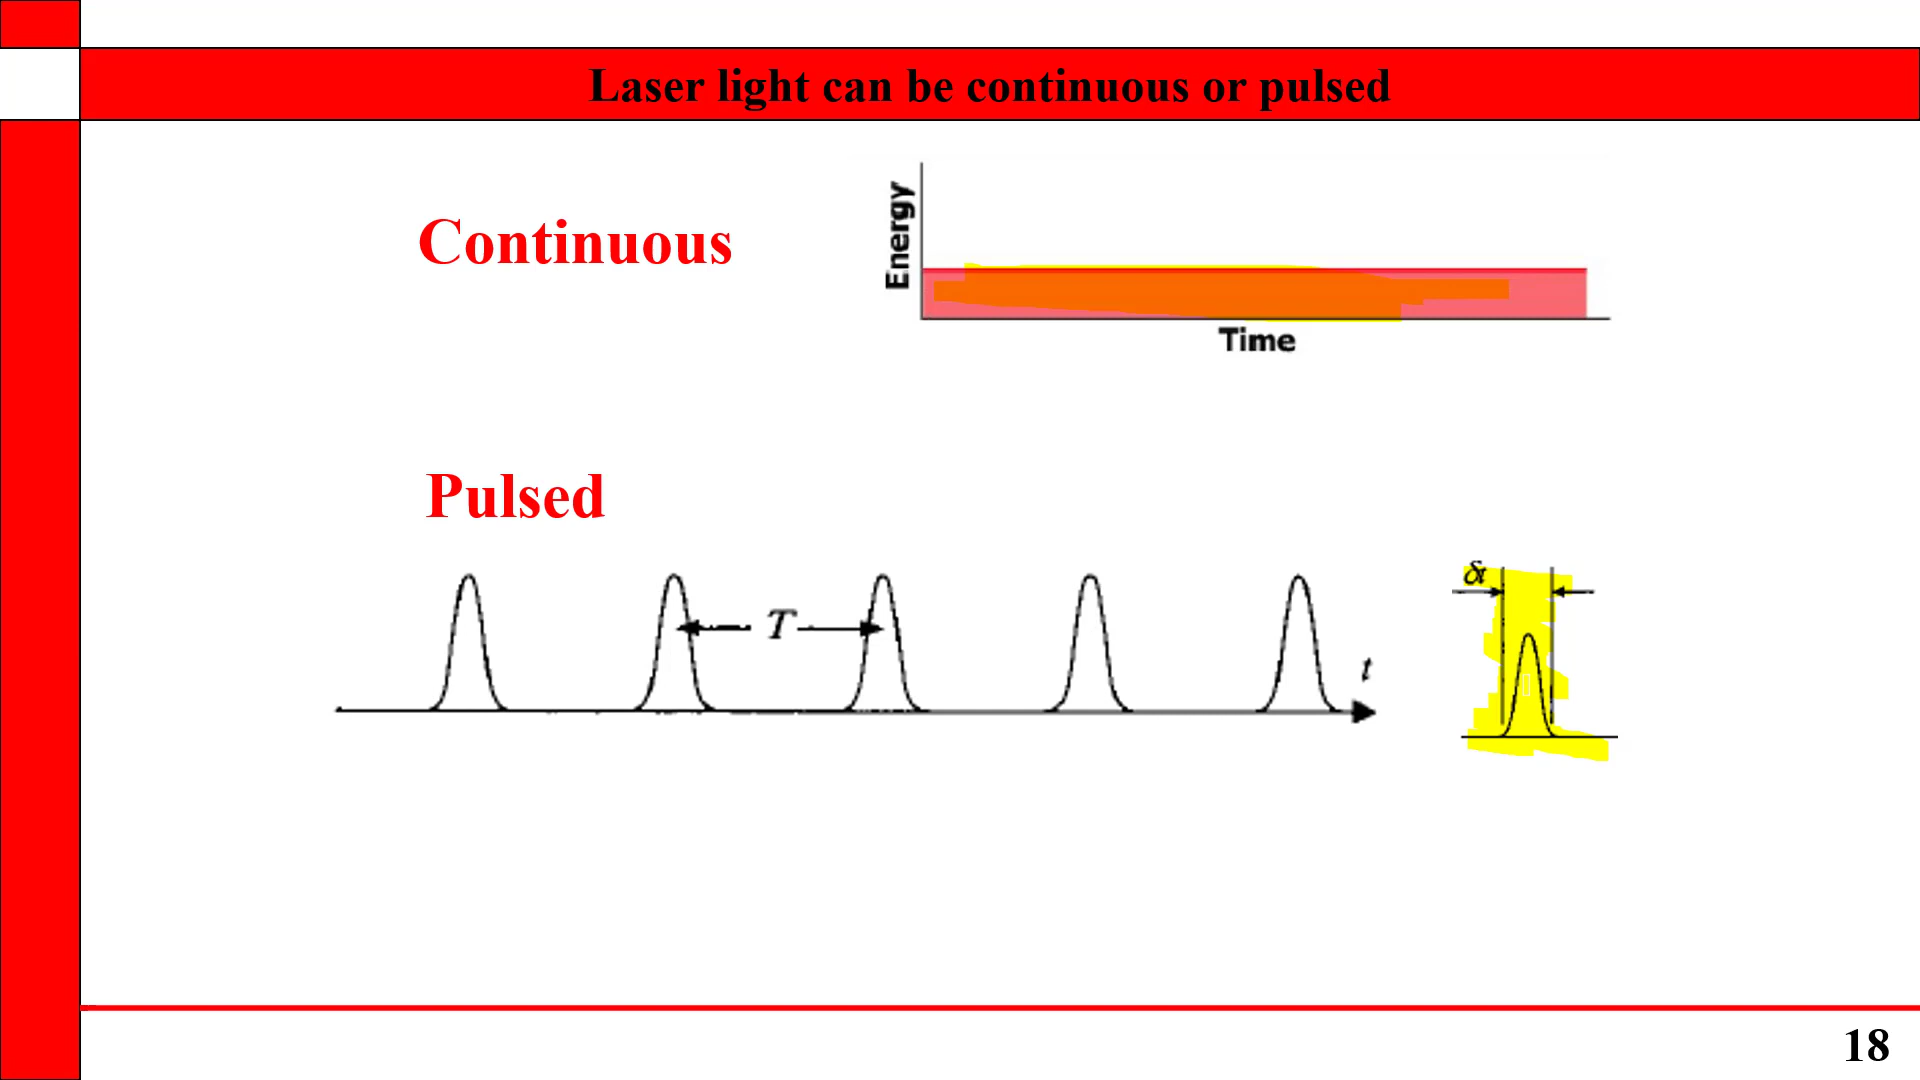 Laser light can be continuous or pulsed
Continuous
Energy
Time
Pulsed
T
t
δt
18